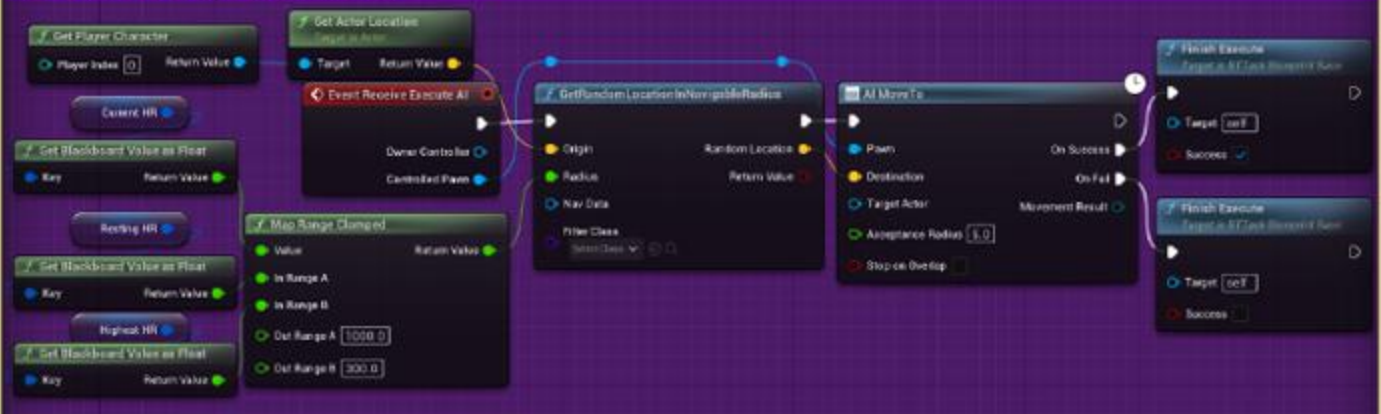 Get Player Character
Player Index 0
Return Value
Get Actor Location
Target is Actor
Target
Return Value
Current HR
Get Blackboard Value as Float
Key
Return Value
Resting HR
Get Blackboard Value as Float
Key
Return Value
Highest HR
Get Blackboard Value as Float
Key
Return Value
Event Receive Execute AI
Owner Controller
Controlled Pawn
Map Range Clamped
Value
Return Value
In Range A
In Range B
Out Range A 1000.0
Out Range B 300.0
GetRandomLocationInNavigableRadius
Origin
Random Location
Radius
Return Value
Nav Data
Filter Class
Select Class
AI MoveTo
Pawn
On Success
Destination
On Fail
Target Actor
Movement Result
Acceptance Radius 5.0
Stop on Overlap
Finish Execute
Target is BTTask Blueprint Base
Target self
Success
Finish Execute
Target is BTTask Blueprint Base
Target self
Success